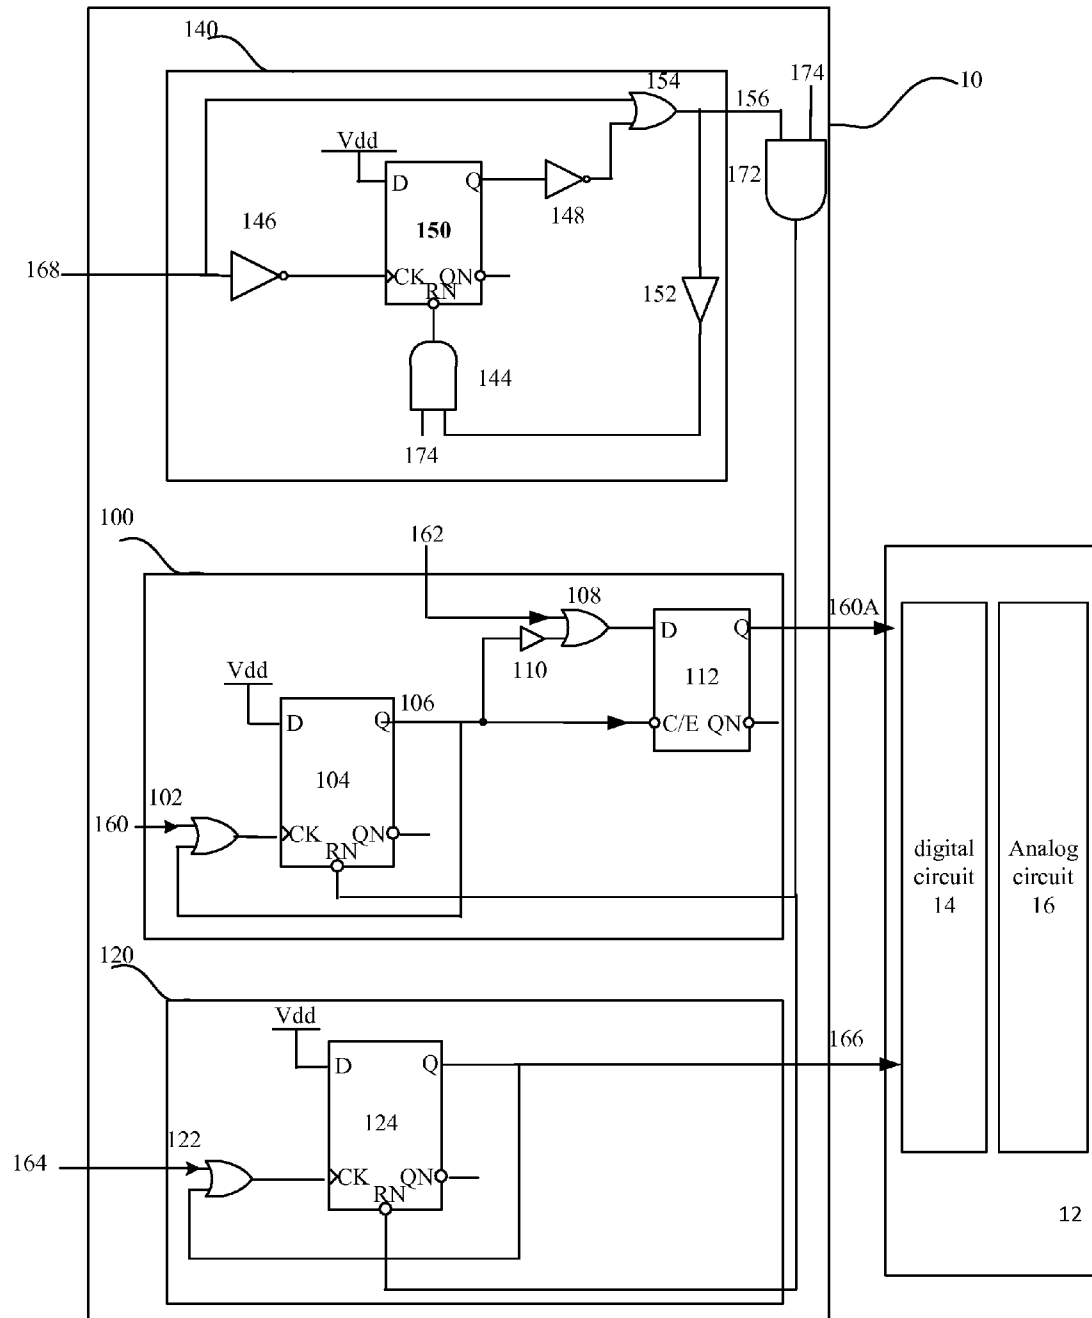 140
154
174
156
10
Vdd
D
Q
172
146
148
150
168
CK
QN
RN
152
144
174
100
162
108
160A
D
Q
110
112
Vdd
106
D
Q
C/E
QN
104
102
160
CK
QN
RN
digital
circuit
14
Analog
circuit
16
120
Vdd
166
D
Q
124
122
164
CK
QN
RN
12